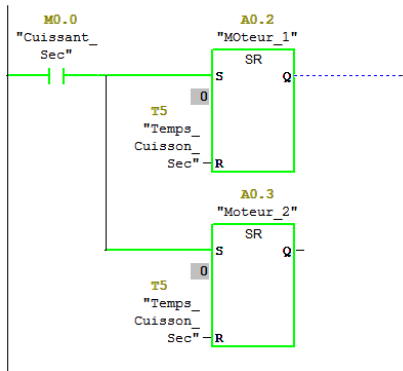 M0.0
"Cuissant_
Sec"
A0.2
"MOteur_1"
SR
S
Q
0
T5
"Temps_
Cuisson_
Sec"
R
A0.3
"Moteur_2"
SR
S
Q
0
T5
"Temps_
Cuisson_
Sec"
R